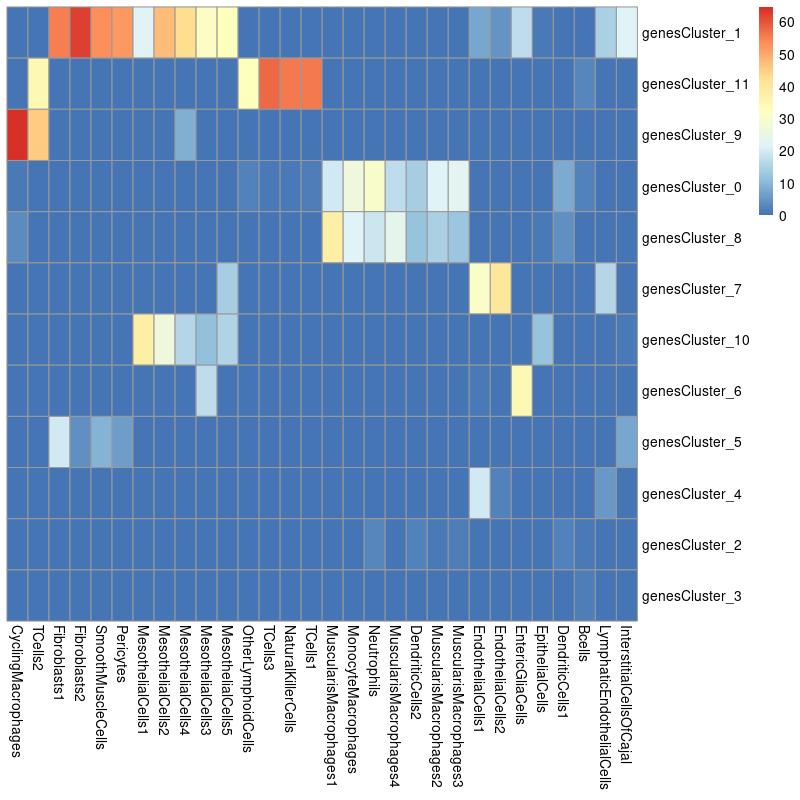 genesCluster_1
genesCluster_11
genesCluster_9
genesCluster_0
genesCluster_8
genesCluster_7
genesCluster_10
genesCluster_6
genesCluster_5
genesCluster_4
genesCluster_2
genesCluster_3
60
50
40
30
20
10
0
CyclingMacrophages
TCells2
Fibroblasts1
Fibroblasts2
SmoothMuscleCells
Pericytes
MesothelialCells1
MesothelialCells2
MesothelialCells4
MesothelialCells3
MesothelialCells5
OtherLymphoidCells
TCells3
NaturalKillerCells
TCells1
MuscularisMacrophages1
MonocyteMacrophages
Neutrophils
MuscularisMacrophages4
DendriticCells2
MuscularisMacrophages2
MuscularisMacrophages3
EndothelialCells1
EndothelialCells2
EntericGliaCells
EpithelialCells
DendriticCells1
Bcells
LymphaticEndothelialCells
InterstitialCellsOfCajal